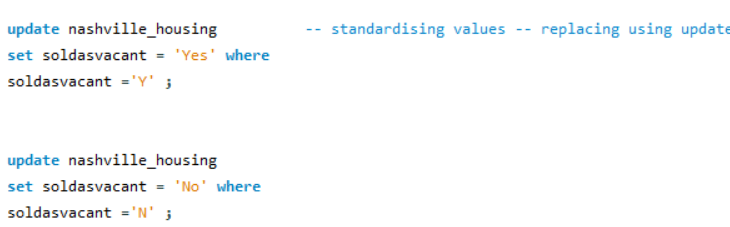 update nashville_housing -- standardising values -- replacing using update
set soldasvacant = 'Yes' where
soldasvacant ='Y' ;
update nashville_housing
set soldasvacant = 'No' where
soldasvacant ='N' ;